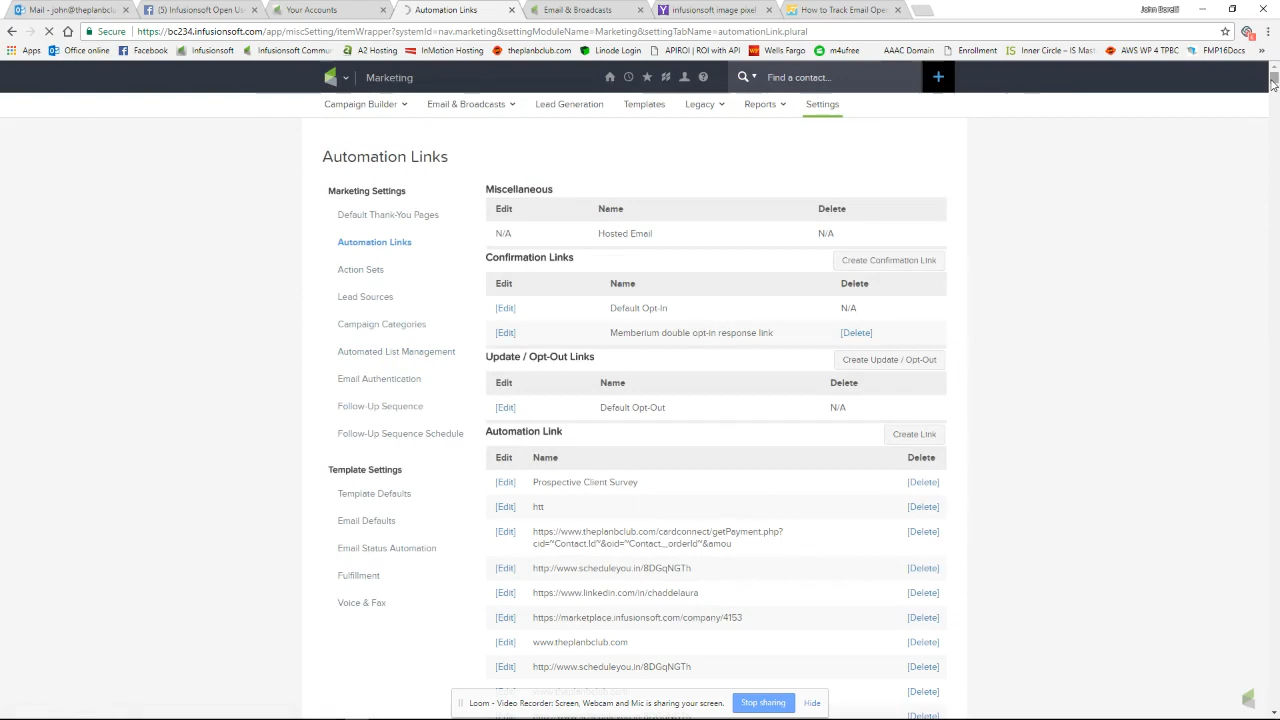 Mail - john@theplanbclu
(5) Infusionsoft Open Us
Your Accounts
Automation Links
Email & Broadcasts
infusionsoft image pixel
How to Track Email Oper
John Borelli
Secure
https://bc234.infusionsoft.com/app/miscSetting/itemWrapper?systemId=nav.marketing&settingModuleName=Marketing&settingTabName=automationLink.plural
Apps
Office online
Facebook
Infusionsoft
Infusionsoft Commu
A2 Hosting
InMotion Hosting
theplanbclub.com
Linode Login
APIROI | ROI with API
Wells Fargo
m4ufree
AAAC Domain
Enrollment
Inner Circle – IS Mast
AWS WP 4 TPBC
FMP16Docs
Marketing
Find a contact...
Campaign Builder
Email & Broadcasts
Lead Generation
Templates
Legacy
Reports
Settings
Automation Links
Marketing Settings
Default Thank-You Pages
Automation Links
Action Sets
Lead Sources
Campaign Categories
Automated List Management
Email Authentication
Follow-Up Sequence
Follow-Up Sequence Schedule
Template Settings
Template Defaults
Email Defaults
Email Status Automation
Fulfillment
Voice & Fax
Miscellaneous
Edit Name Delete
N/A Hosted Email N/A
Confirmation Links Create Confirmation Link
Edit Name Delete
[Edit] Default Opt-In N/A
[Edit] Memberium double opt-in response link [Delete]
Update / Opt-Out Links Create Update / Opt-Out
Edit Name Delete
[Edit] Default Opt-Out N/A
Automation Link Create Link
Edit Name Delete
[Edit] Prospective Client Survey [Delete]
[Edit] htt [Delete]
[Edit] https://www.theplanbclub.com/cardconnect/getPayment.php? [Delete]
cid=~Contact.Id~&oid=~Contact._orderId~&amou
[Edit] http://www.scheduleyou.in/8DGqNGTh [Delete]
[Edit] https://www.linkedin.com/in/chaddelaura [Delete]
[Edit] https://marketplace.infusionsoft.com/company/4153 [Delete]
[Edit] www.theplanbclub.com [Delete]
[Edit] http://www.scheduleyou.in/8DGqNGTh [Delete]
[Edit] www.theplanbclub.com [Delete]
Loom - Video Recorder: Screen, Webcam and Mic is sharing your screen.
Stop sharing
Hide